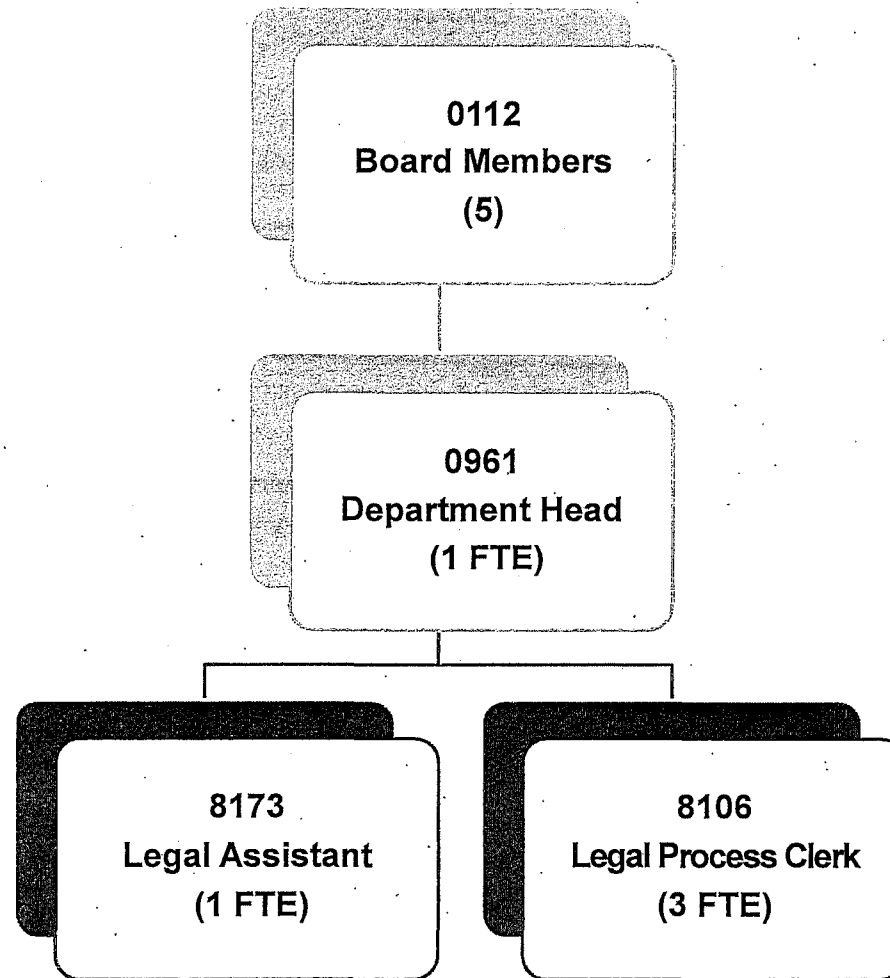 0112
Board Members
(5)
0961
Department Head
(1 FTE)
8173
Legal Assistant
(1 FTE)
8106
Legal Process Clerk
(3 FTE)